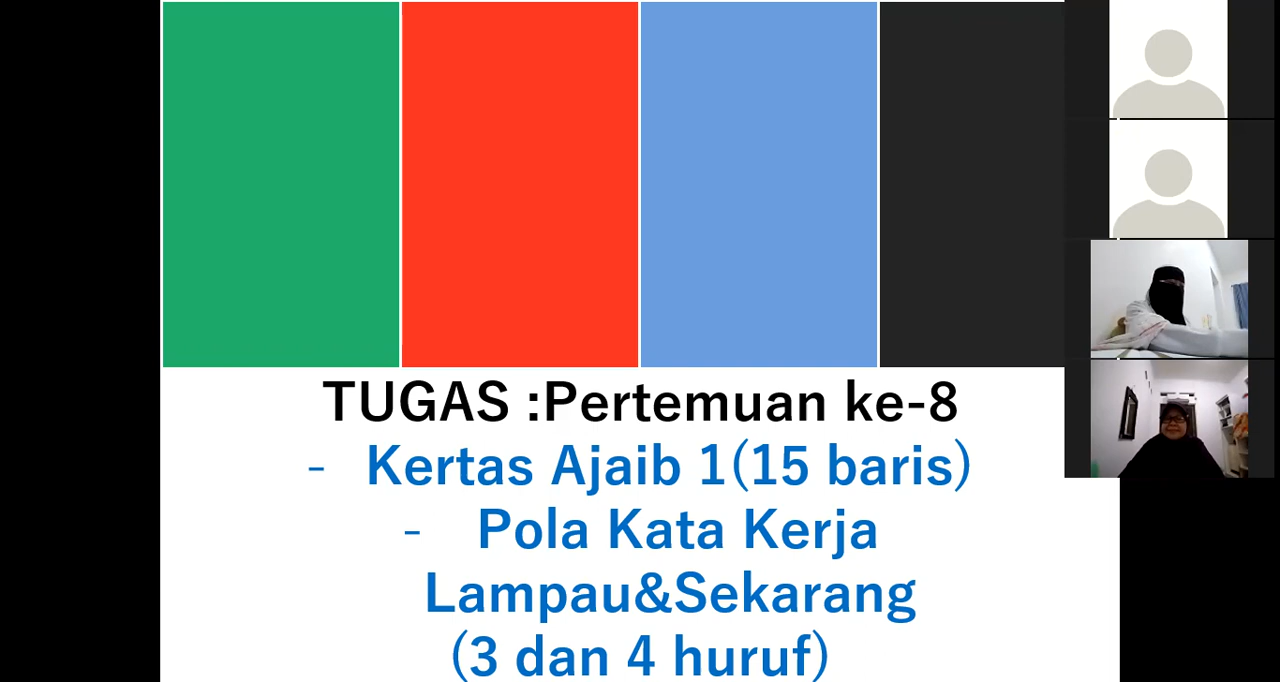 TUGAS :Pertemuan ke-8
- Kertas Ajaib 1(15 baris)
- Pola Kata Kerja
Lampau&Sekarang
(3 dan 4 huruf)